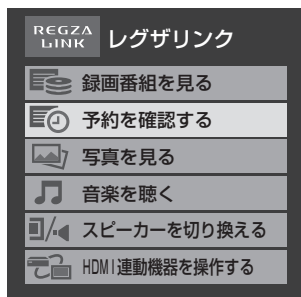 REGZA
LINK
レグザリンク
録画番組を見る
予約を確認する
写真を見る
音楽を聴く
スピーカーを切り換える
HDMI連動機器を操作する